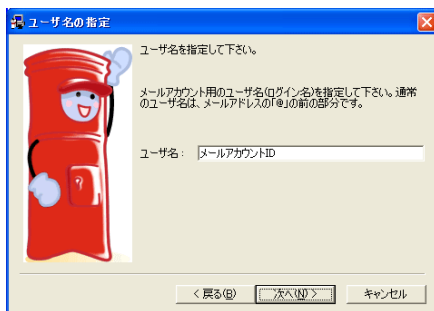 ユーザ名の指定
ユーザ名を指定して下さい。
メールアカウント用のユーザ名(ログイン名)を指定して下さい。通常
のユーザ名は、メールアドレスの「@」の前の部分です。
ユーザ名： メールアカウントID
< 戻る(B) 次へ(N) > キャンセル